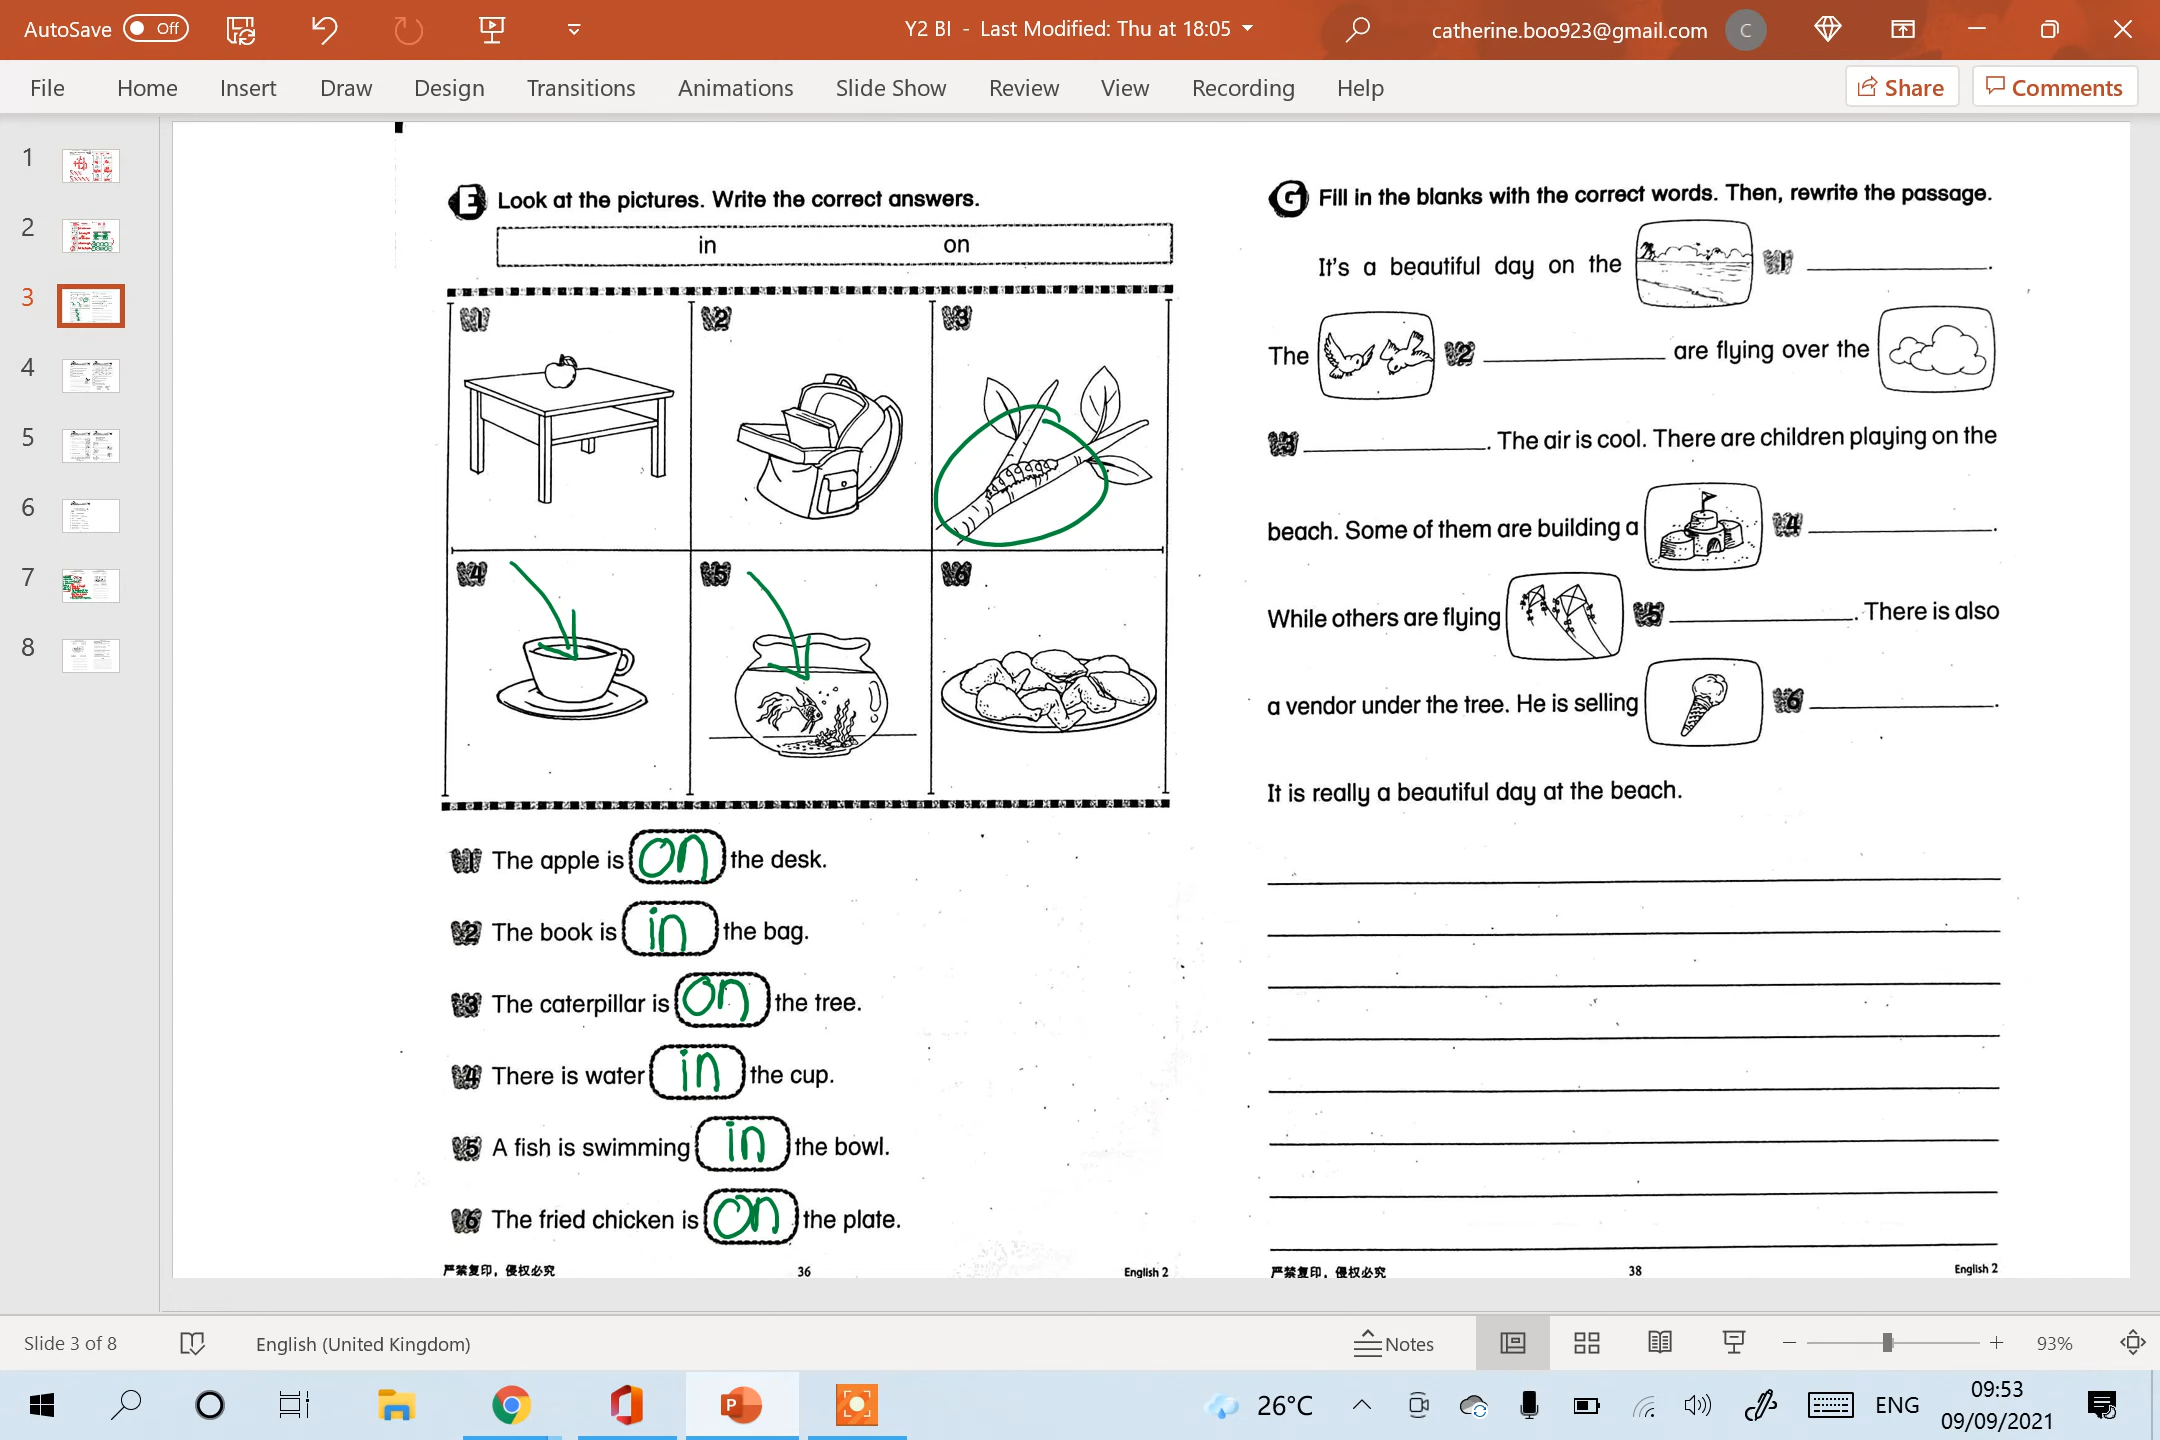 AutoSave Off Y2 BI - Last Modified: Thu at 18:05 catherine.boo923@gmail.com C
File Home Insert Draw Design Transitions Animations Slide Show Review View Recording Help Share Comments
1
2
3
4
5
6
7
8
E Look at the pictures. Write the correct answers.
in on
1 2 3
4 5 6
1 The apple is on the desk.
2 The book is in the bag.
3 The caterpillar is on the tree.
4 There is water in the cup.
5 A fish is swimming in the bowl.
6 The fried chicken is on the plate.
严禁复印，侵权必究 36 English 2
G Fill in the blanks with the correct words. Then, rewrite the passage.
It's a beautiful day on the 1 .
The 2 are flying over the
3 . The air is cool. There are children playing on the
beach. Some of them are building a 4 .
While others are flying 5 . There is also
a vendor under the tree. He is selling 6 .
It is really a beautiful day at the beach.
严禁复印，侵权必究 38 English 2
Slide 3 of 8 English (United Kingdom) Notes 93%
P 26°C ENG 09:53
09/09/2021